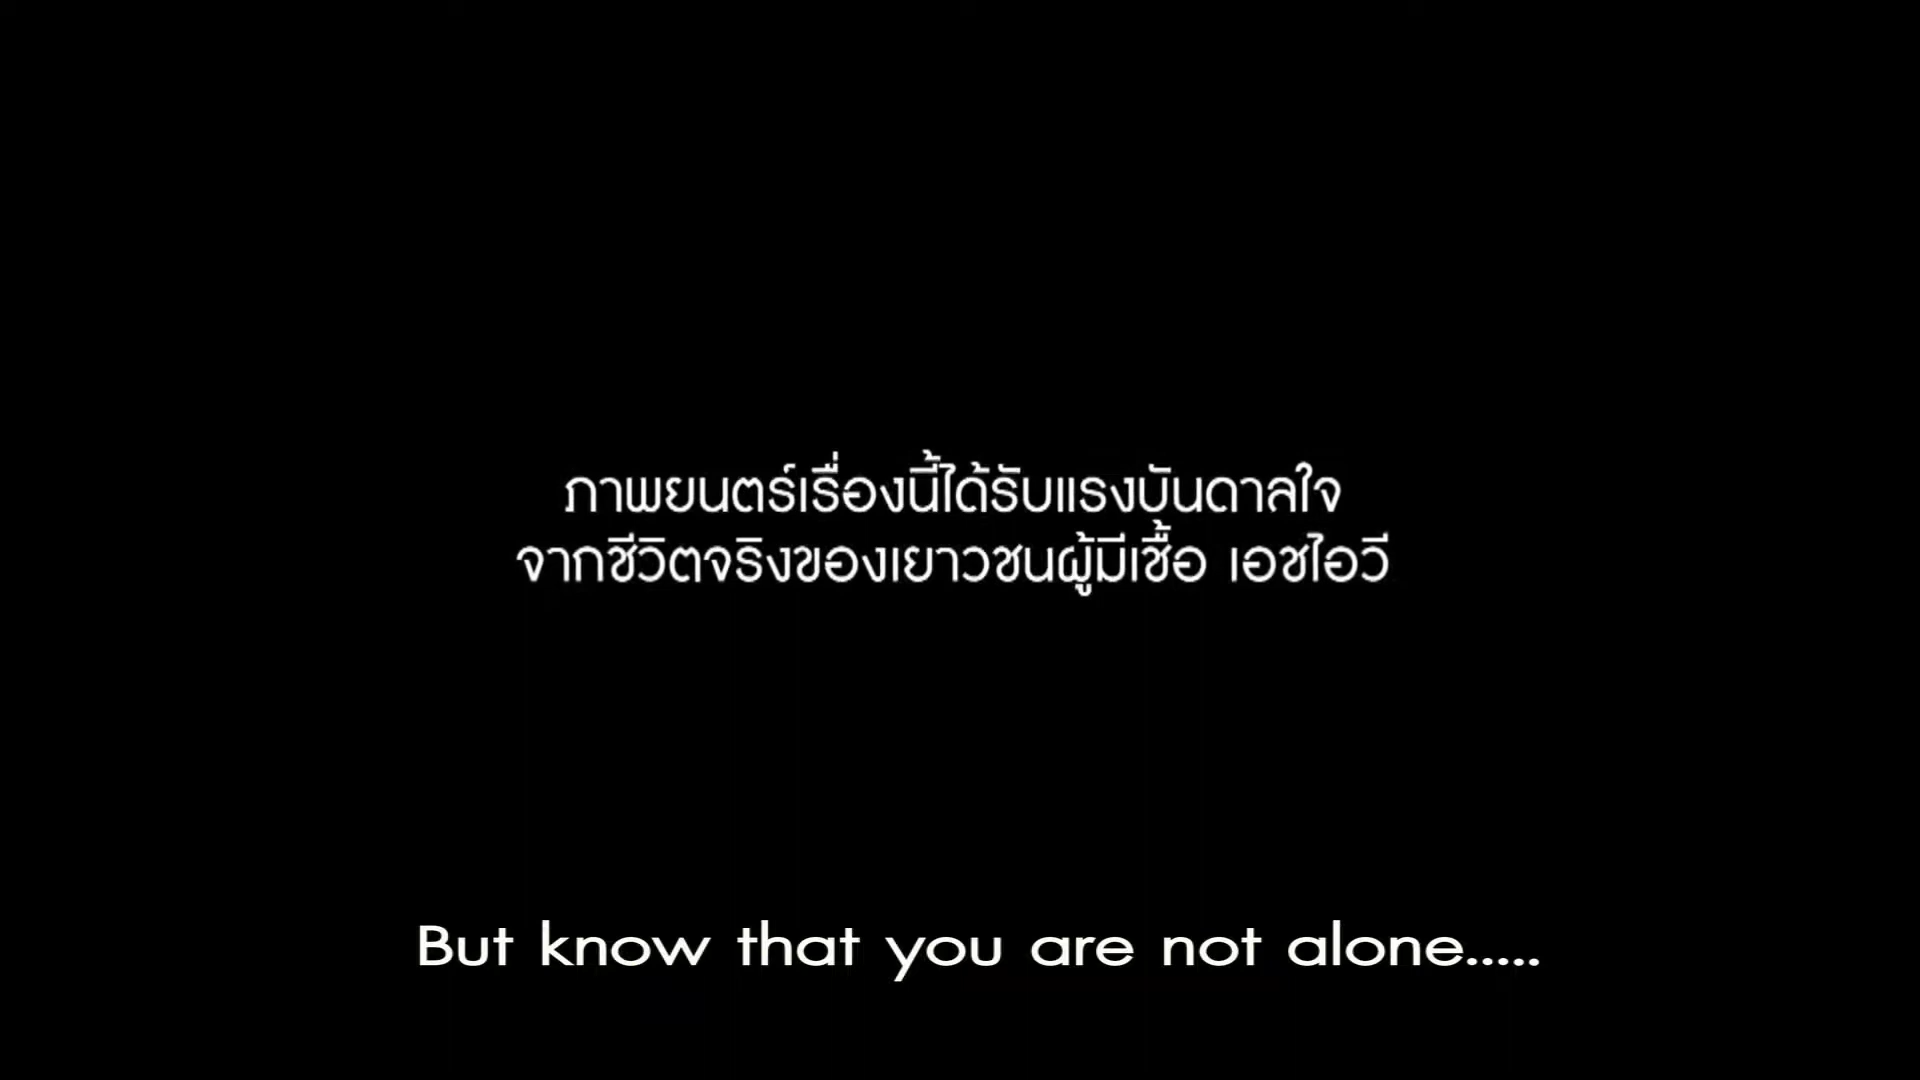 ภาพยนตร์เรื่องนี้ได้รับแรงบันดาลใจ
จากชีวิตจริงของเยาวชนผู้มีเชื้อ เอชไอวี
But know that you are not alone.....